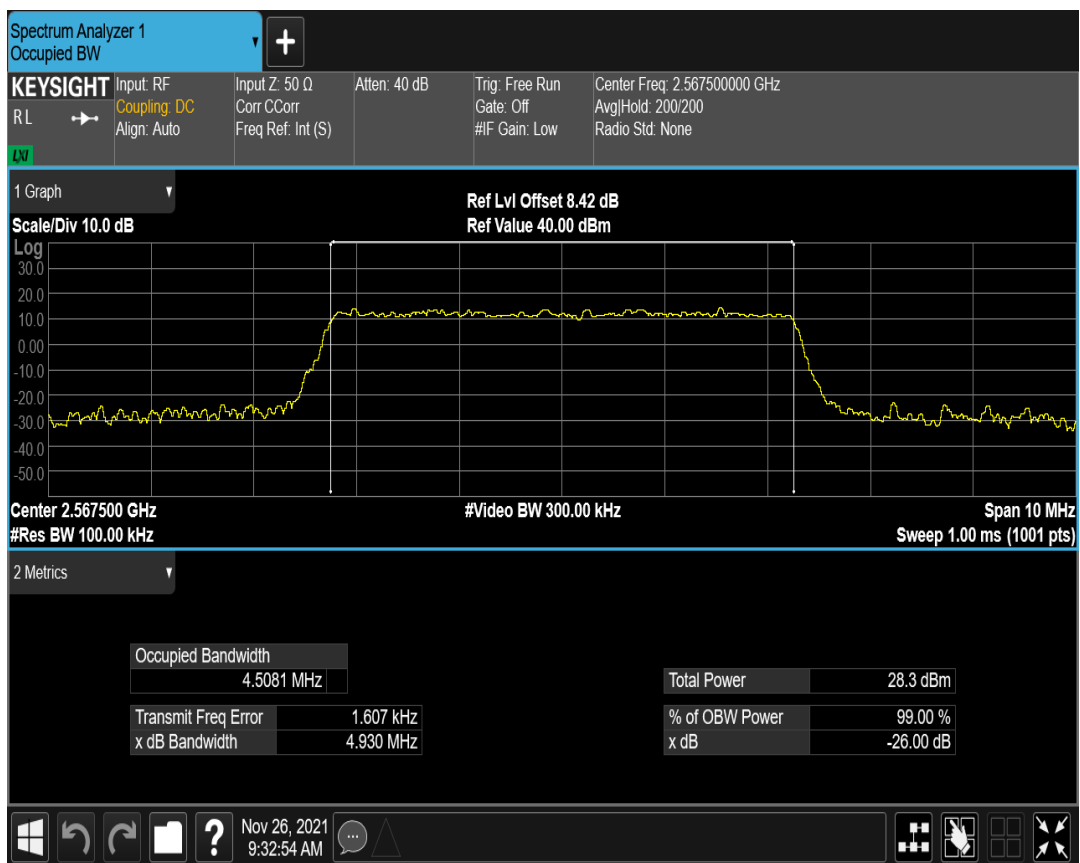 Spectrum Analyzer 1
Occupied BW
KEYSIGHT
RL
LXI
Input: RF
Coupling: DC
Align: Auto
Input Z: 50 Ω
Corr CCorr
Freq Ref: Int (S)
Atten: 40 dB
Trig: Free Run
Gate: Off
#IF Gain: Low
Center Freq: 2.567500000 GHz
Avg|Hold: 200/200
Radio Std: None
1 Graph
Scale/Div 10.0 dB
Ref Lvl Offset 8.42 dB
Ref Value 40.00 dBm
Log
30.0
20.0
10.0
0.00
-10.0
-20.0
-30.0
-40.0
-50.0
Center 2.567500 GHz
#Video BW 300.00 kHz
Span 10 MHz
#Res BW 100.00 kHz
Sweep 1.00 ms (1001 pts)
2 Metrics
Occupied Bandwidth
4.5081 MHz
Total Power 28.3 dBm
Transmit Freq Error 1.607 kHz
% of OBW Power 99.00 %
x dB Bandwidth 4.930 MHz
x dB -26.00 dB
?
Nov 26, 2021
9:32:54 AM